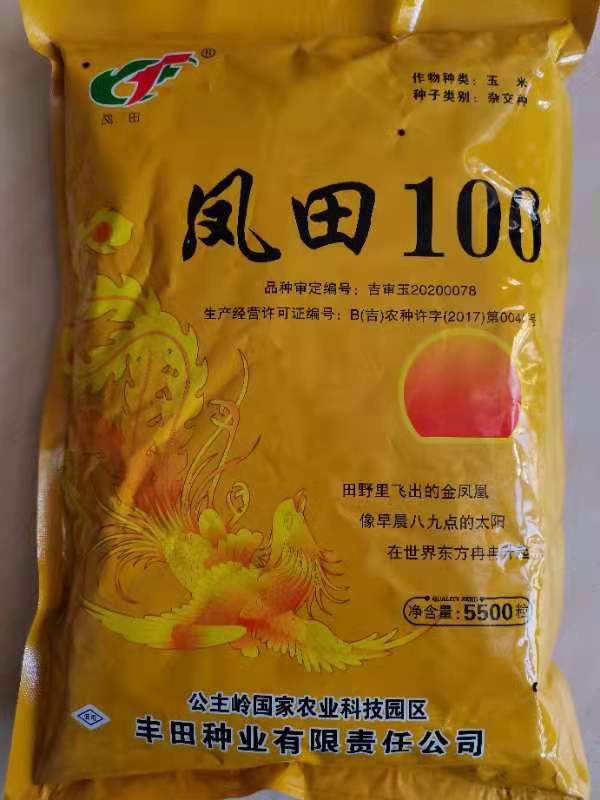 ®
凤 田
作物种类：玉 米
种子类别：杂交种
凤田100
品种审定编号：吉审玉20200078
生产经营许可证编号：B(吉)农种许字(2017)第004 号
田野里飞出的金凤凰
像早晨八九点的太阳
在世界东方冉冉升起
QUALITY SEED
净含量:5500粒
公主岭国家农业科技园区
丰田种业有限责任公司